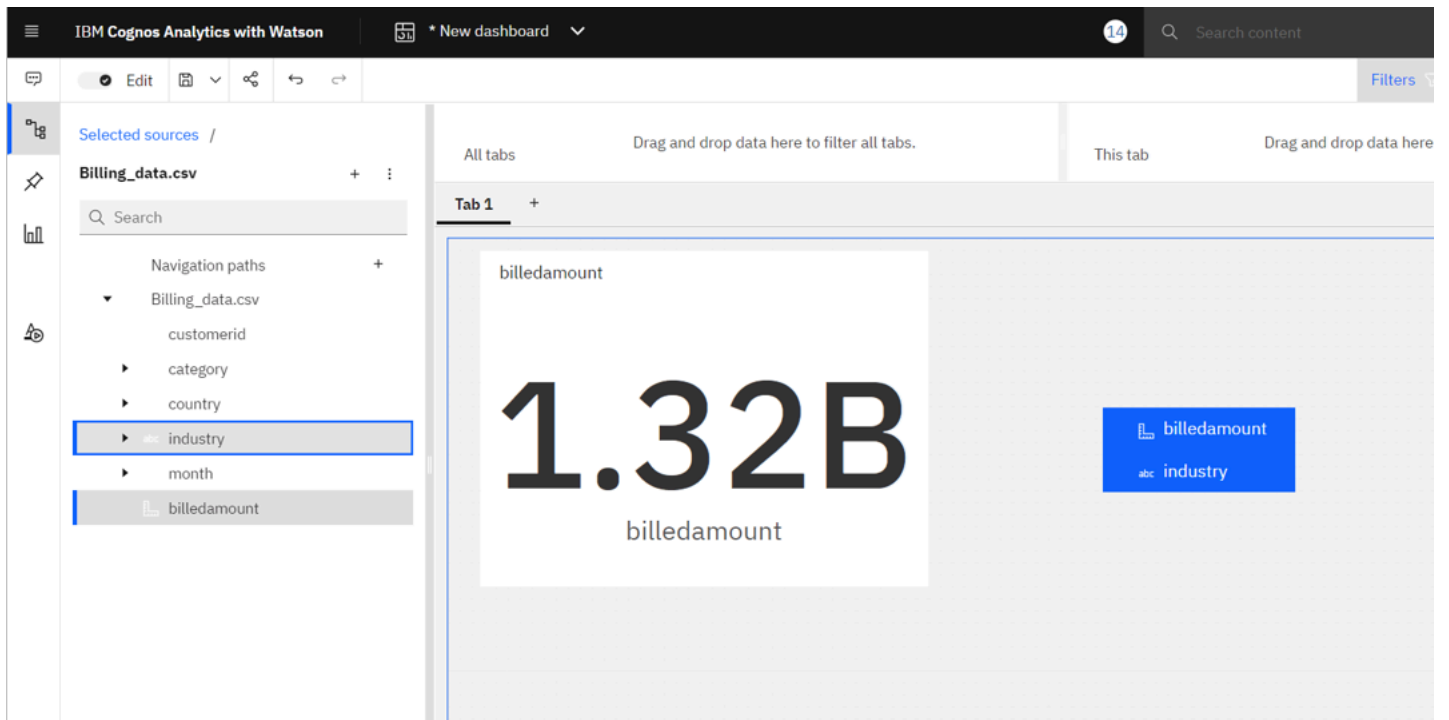 IBM Cognos Analytics with Watson
* New dashboard
14
Search content
Edit
Filters
Selected sources /
Billing_data.csv
+
Search
Navigation paths +
Billing_data.csv
customerid
category
country
abc industry
month
billedamount
All tabs
Drag and drop data here to filter all tabs.
This tab
Drag and drop data here
Tab 1 +
billedamount
1.32B
billedamount
billedamount
abc industry